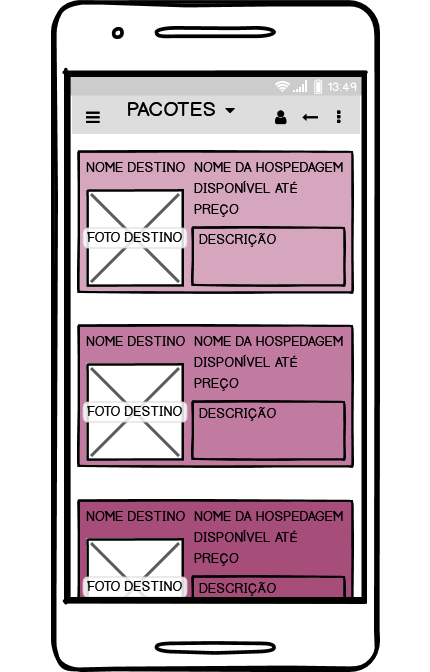 13:49
PACOTES
NOME DESTINO NOME DA HOSPEDAGEM
DISPONÍVEL ATÉ
PREÇO
FOTO DESTINO DESCRIÇÃO
NOME DESTINO NOME DA HOSPEDAGEM
DISPONÍVEL ATÉ
PREÇO
FOTO DESTINO DESCRIÇÃO
NOME DESTINO NOME DA HOSPEDAGEM
DISPONÍVEL ATÉ
PREÇO
FOTO DESTINO DESCRIÇÃO